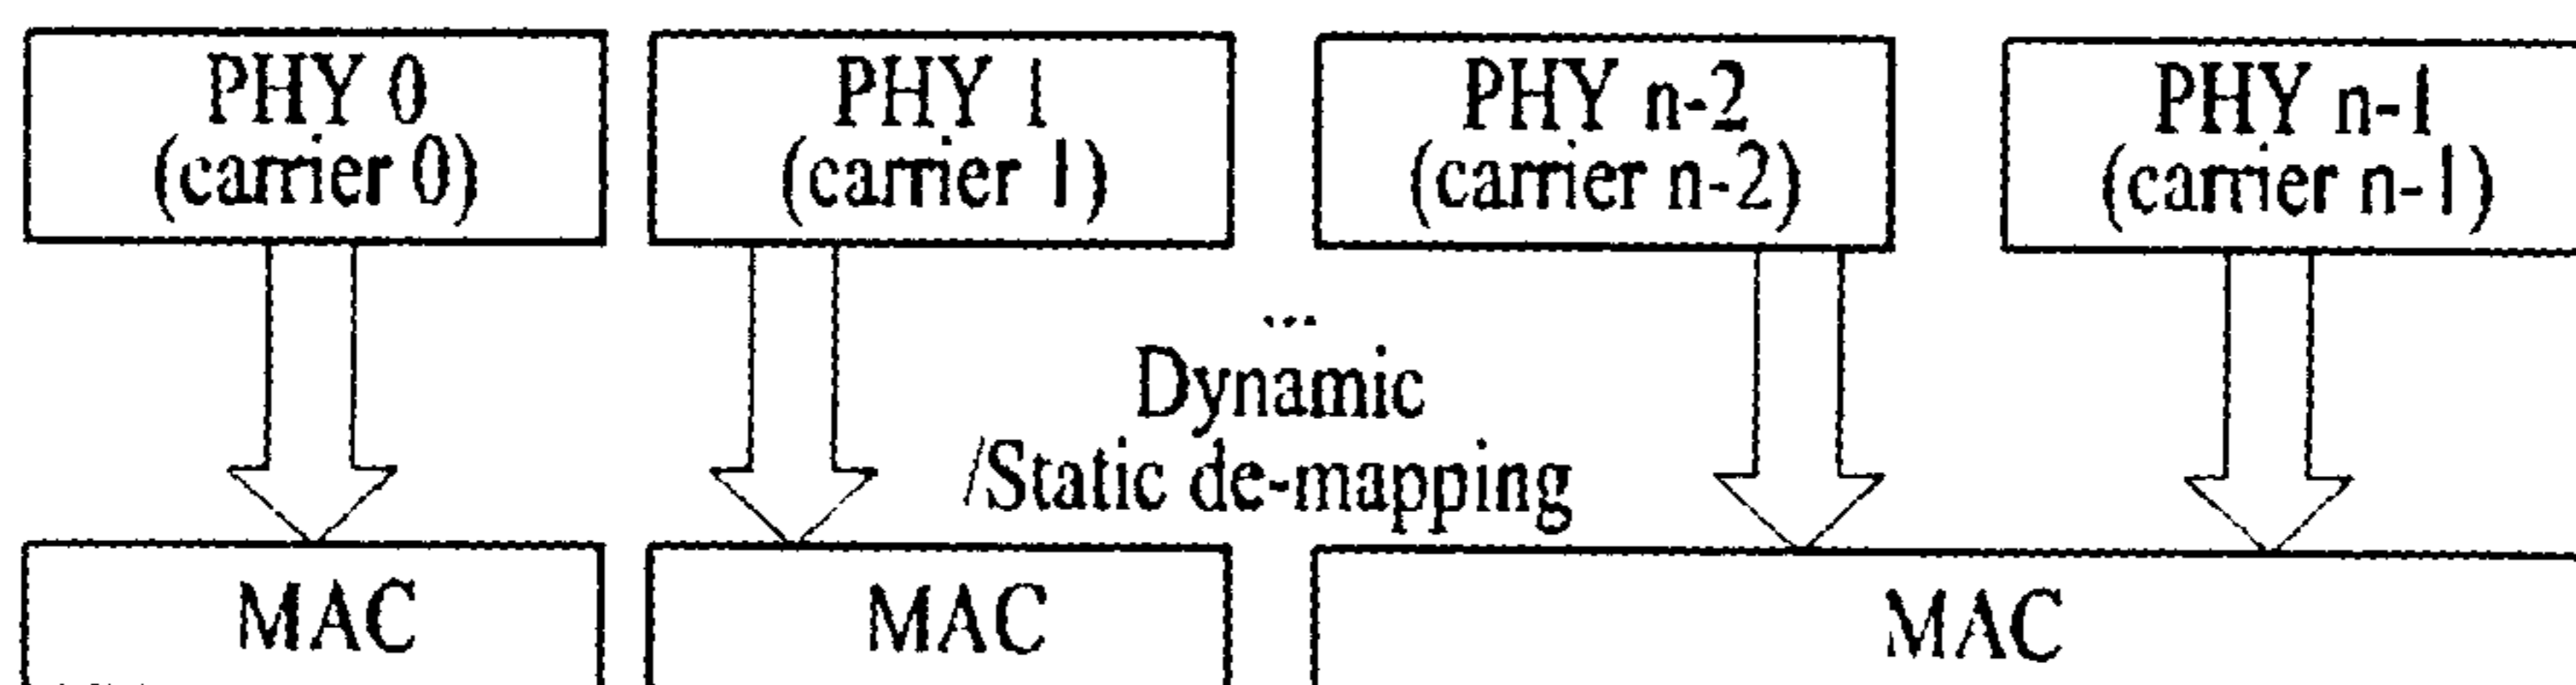 PHY 0
(carrier 0)
PHY 1
(carrier 1)
PHY n-2
(carrier n-2)
PHY n-1
(carrier n-1)
...
Dynamic
/Static de-mapping
MAC
MAC
MAC